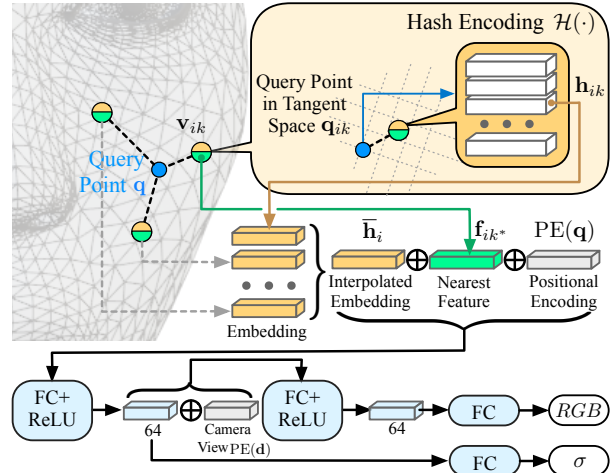 Hash Encoding ℋ(·)
Query Point
in Tangent
Space q_ik
h_ik
v_ik
Query
Point q
h̄_i
f_ik*
PE(q)
Interpolated
Embedding
Nearest
Feature
Positional
Encoding
Embedding
FC+
ReLU
64
Camera
View PE(d)
FC+
ReLU
64
FC
RGB
FC
σ